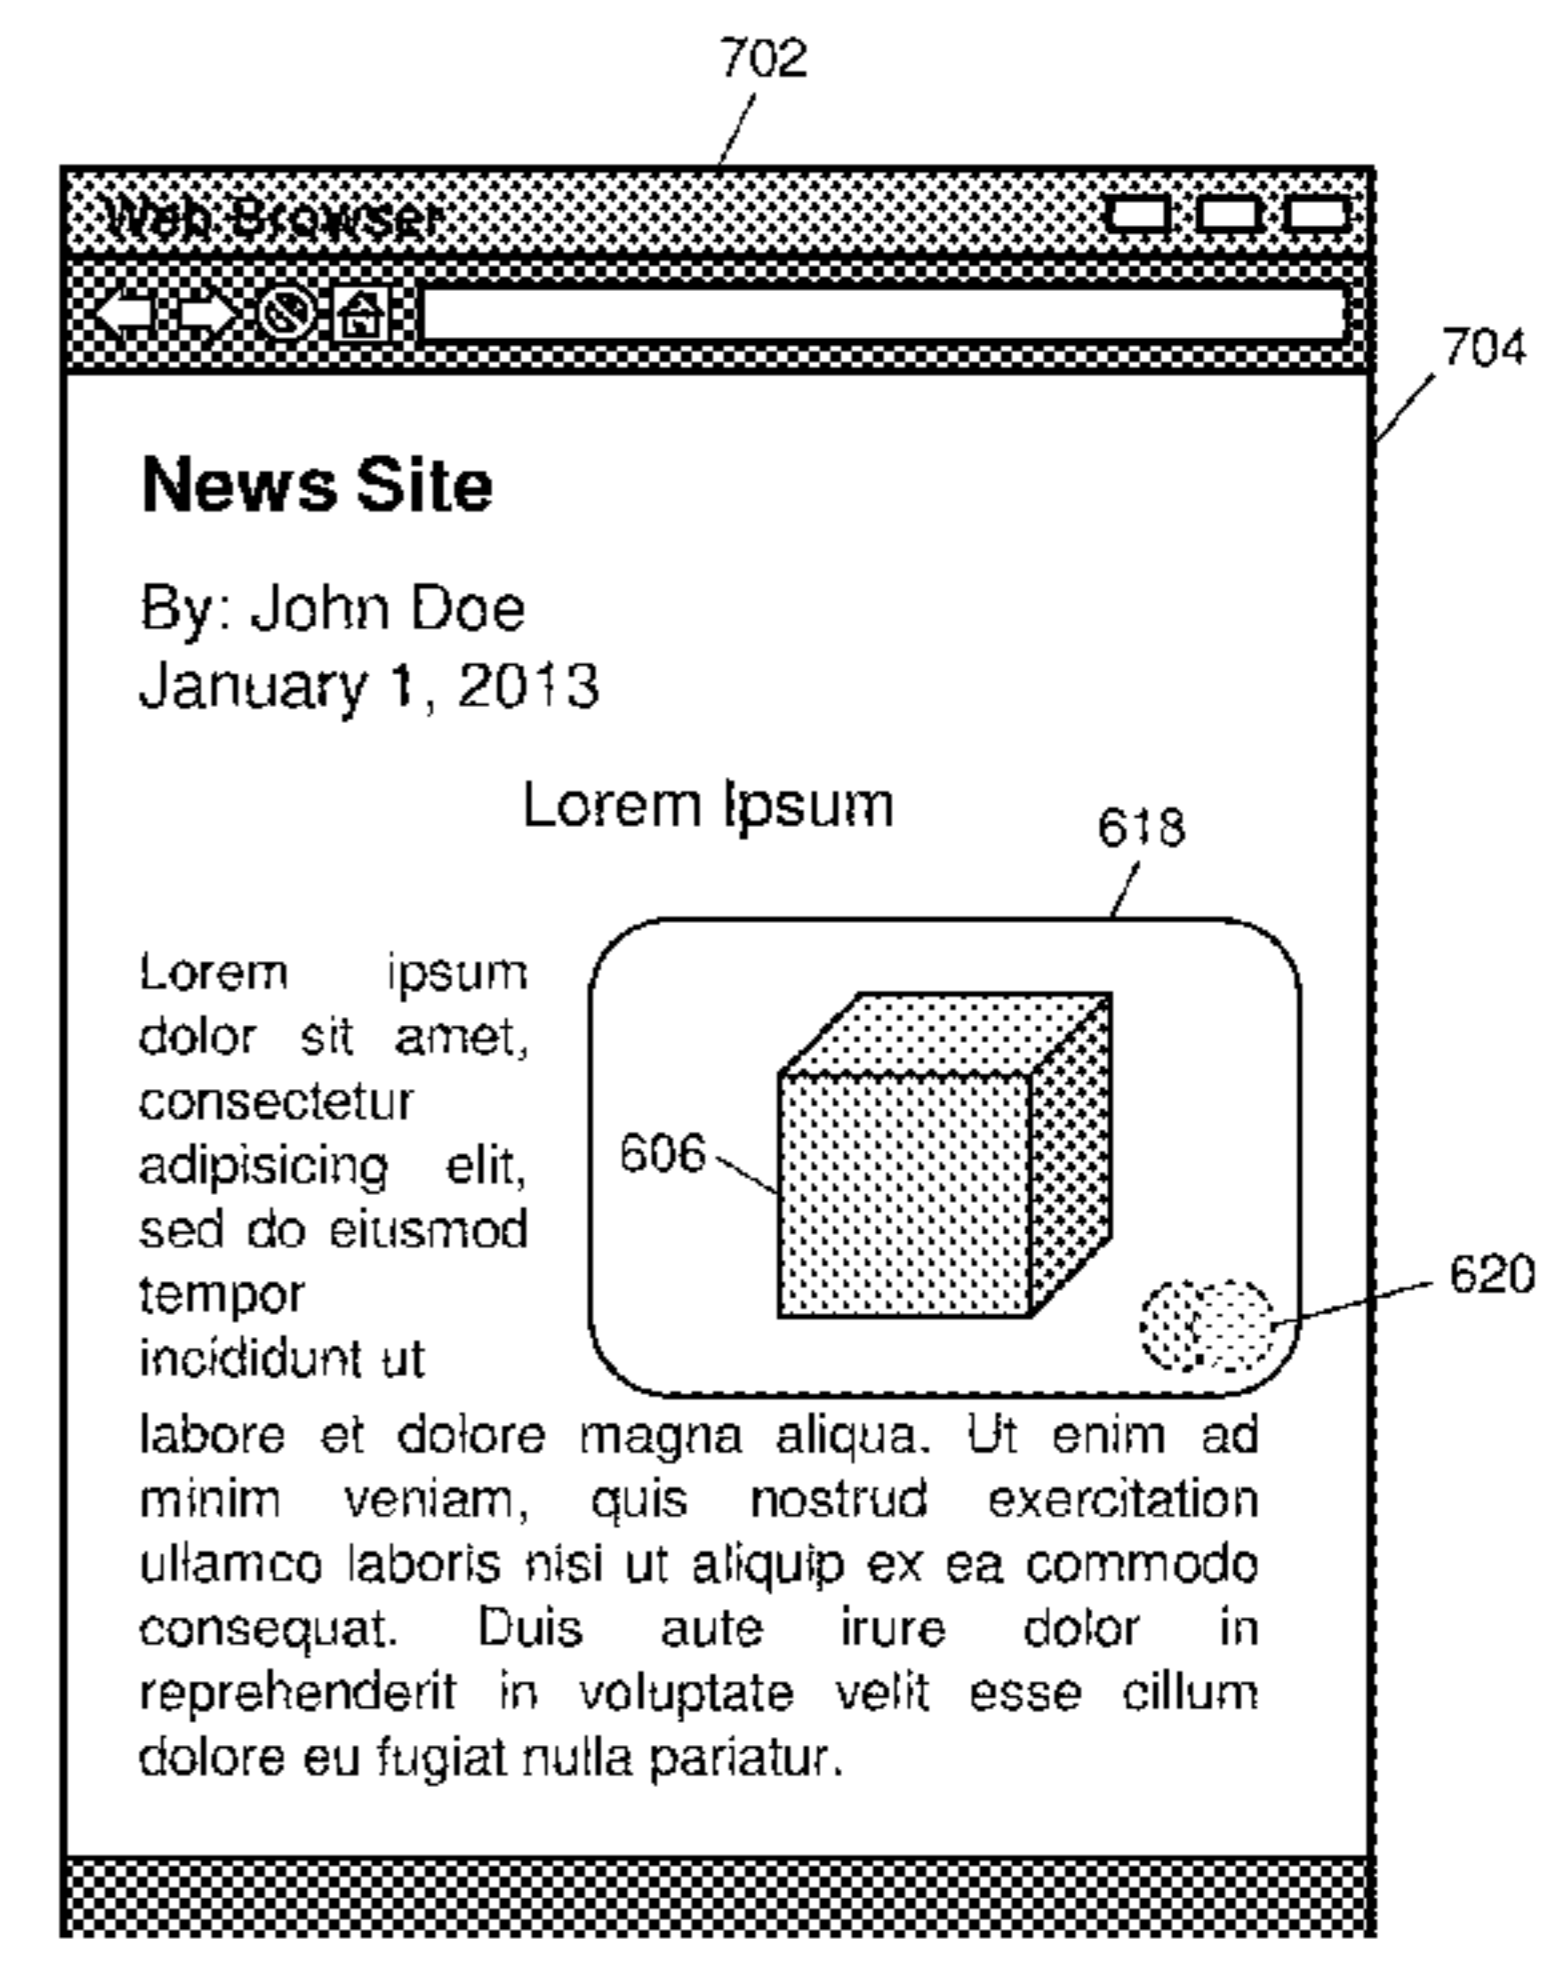 702
Web Browser
704
News Site
By: John Doe
January 1, 2013
Lorem Ipsum
618
Lorem ipsum
dolor sit amet,
consectetur
adipisicing elit,
606
sed do eiusmod
tempor
620
incididunt ut
labore et dolore magna aliqua. Ut enim ad
minim veniam, quis nostrud exercitation
ullamco laboris nisi ut aliquip ex ea commodo
consequat. Duis aute irure dolor in
reprehenderit in voluptate velit esse cillum
dolore eu fugiat nulla pariatur.